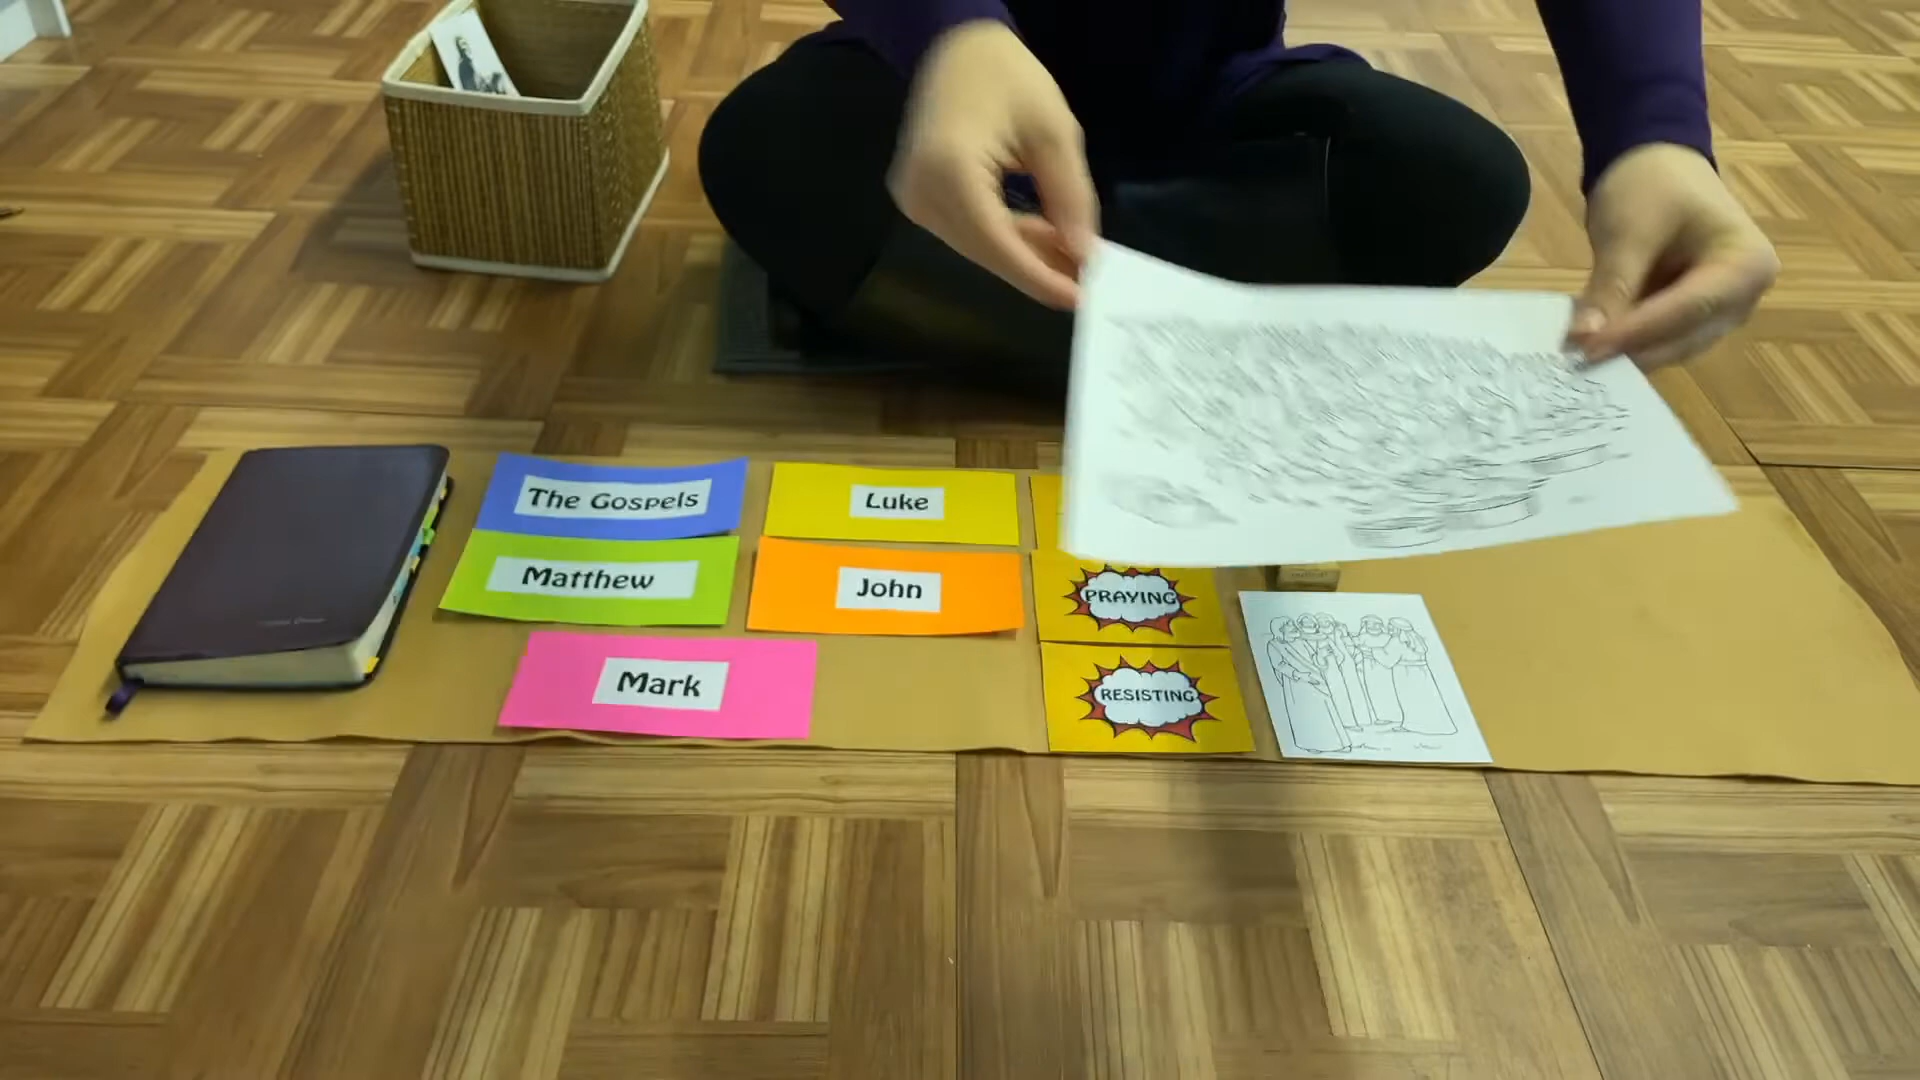 The Gospels
Luke
Matthew
John
Mark
PRAYING
RESISTING